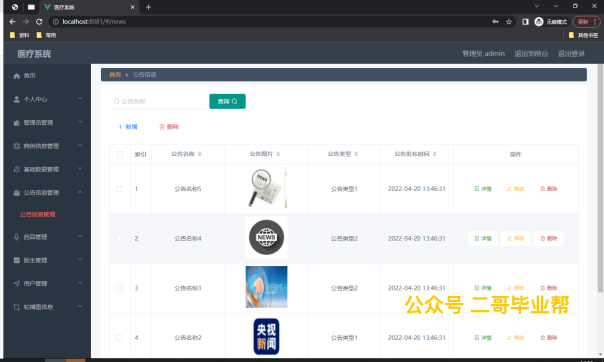 医疗系统
localhost:8081/#/news
无痕模式
更新
资料 常用 其他书签
医疗系统 管理员 admin 退出到前台 退出登录
首页
个人中心
管理员管理
病例信息管理
基础数据管理
公告信息管理
公告信息管理
药品管理
医生管理
用户管理
轮播图信息
首页 > 公告信息
公告名称 查询
+ 新增 删除
索引 公告名称 公告图片 公告类型 公告发布时间 操作
1 公告名称5 公告类型1 2022-04-20 13:46:31 详情 修改 删除
2 公告名称4 NEWS 公告类型2 2022-04-20 13:46:31 详情 修改 删除
3 公告名称3 公告类型2 2022-04-20 13:46:31 详情 修改 删除
公众号 二哥毕业帮
4 公告名称2 央视新闻 公告类型1 2022-04-20 13:46:31 详情 修改 删除